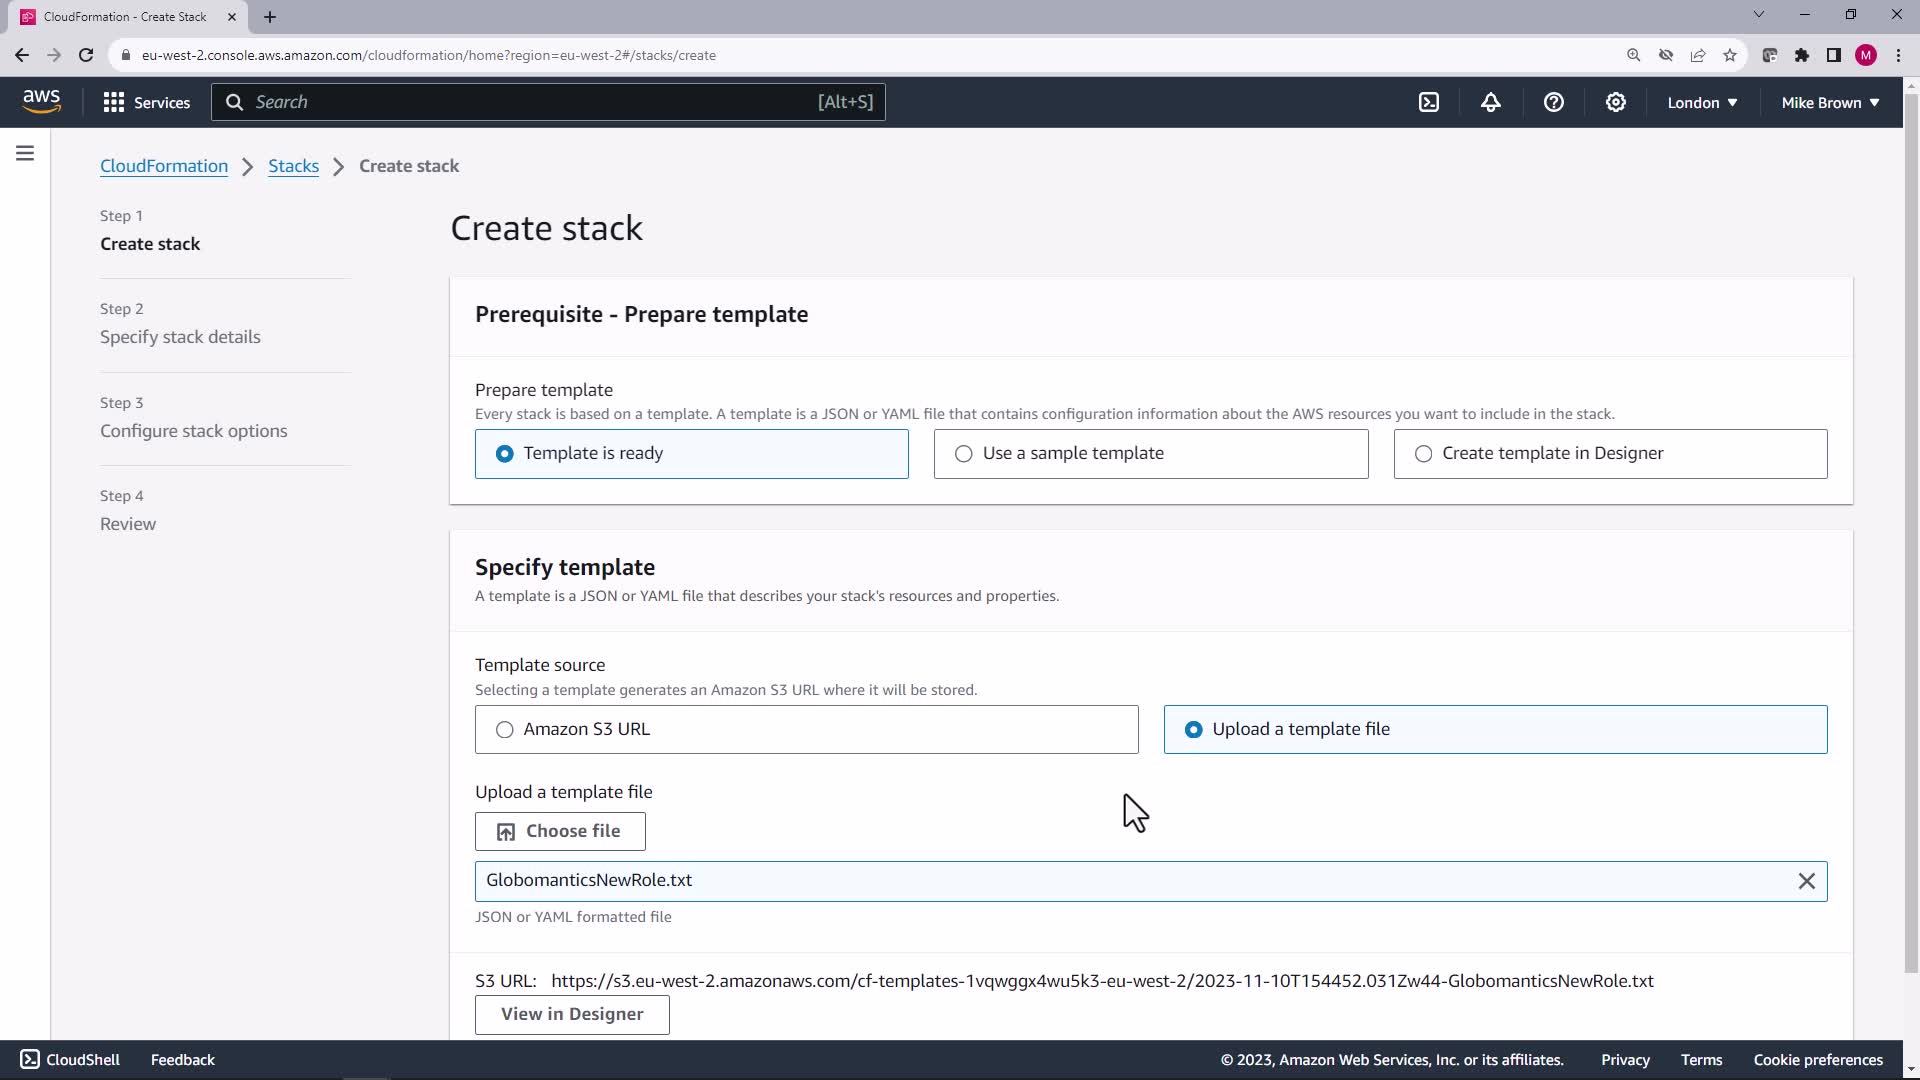 CloudFormation - Create Stack
eu-west-2.console.aws.amazon.com/cloudformation/home?region=eu-west-2#/stacks/create
M
aws
Services
Search
[Alt+S]
London
Mike Brown
CloudFormation
Stacks
Create stack
Step 1
Create stack
Step 2
Specify stack details
Step 3
Configure stack options
Step 4
Review
Create stack
Prerequisite - Prepare template
Prepare template
Every stack is based on a template. A template is a JSON or YAML file that contains configuration information about the AWS resources you want to include in the stack.
Template is ready
Use a sample template
Create template in Designer
Specify template
A template is a JSON or YAML file that describes your stack's resources and properties.
Template source
Selecting a template generates an Amazon S3 URL where it will be stored.
Amazon S3 URL
Upload a template file
Upload a template file
Choose file
GlobomanticsNewRole.txt
JSON or YAML formatted file
S3 URL: https://s3.eu-west-2.amazonaws.com/cf-templates-1vqwggx4wu5k3-eu-west-2/2023-11-10T154452.031Zw44-GlobomanticsNewRole.txt
View in Designer
CloudShell
Feedback
© 2023, Amazon Web Services, Inc. or its affiliates.
Privacy
Terms
Cookie preferences